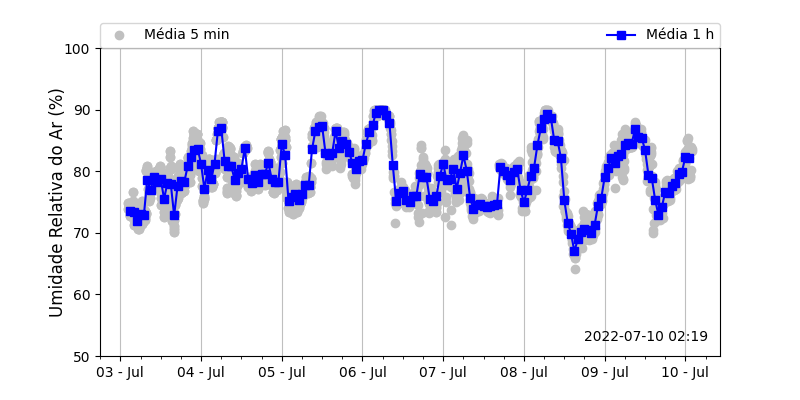 Média 5 min
Média 1 h
Umidade Relativa do Ar (%)
100
90
80
70
60
50
2022-07-10 02:19
03 - Jul
04 - Jul
05 - Jul
06 - Jul
07 - Jul
08 - Jul
09 - Jul
10 - Jul